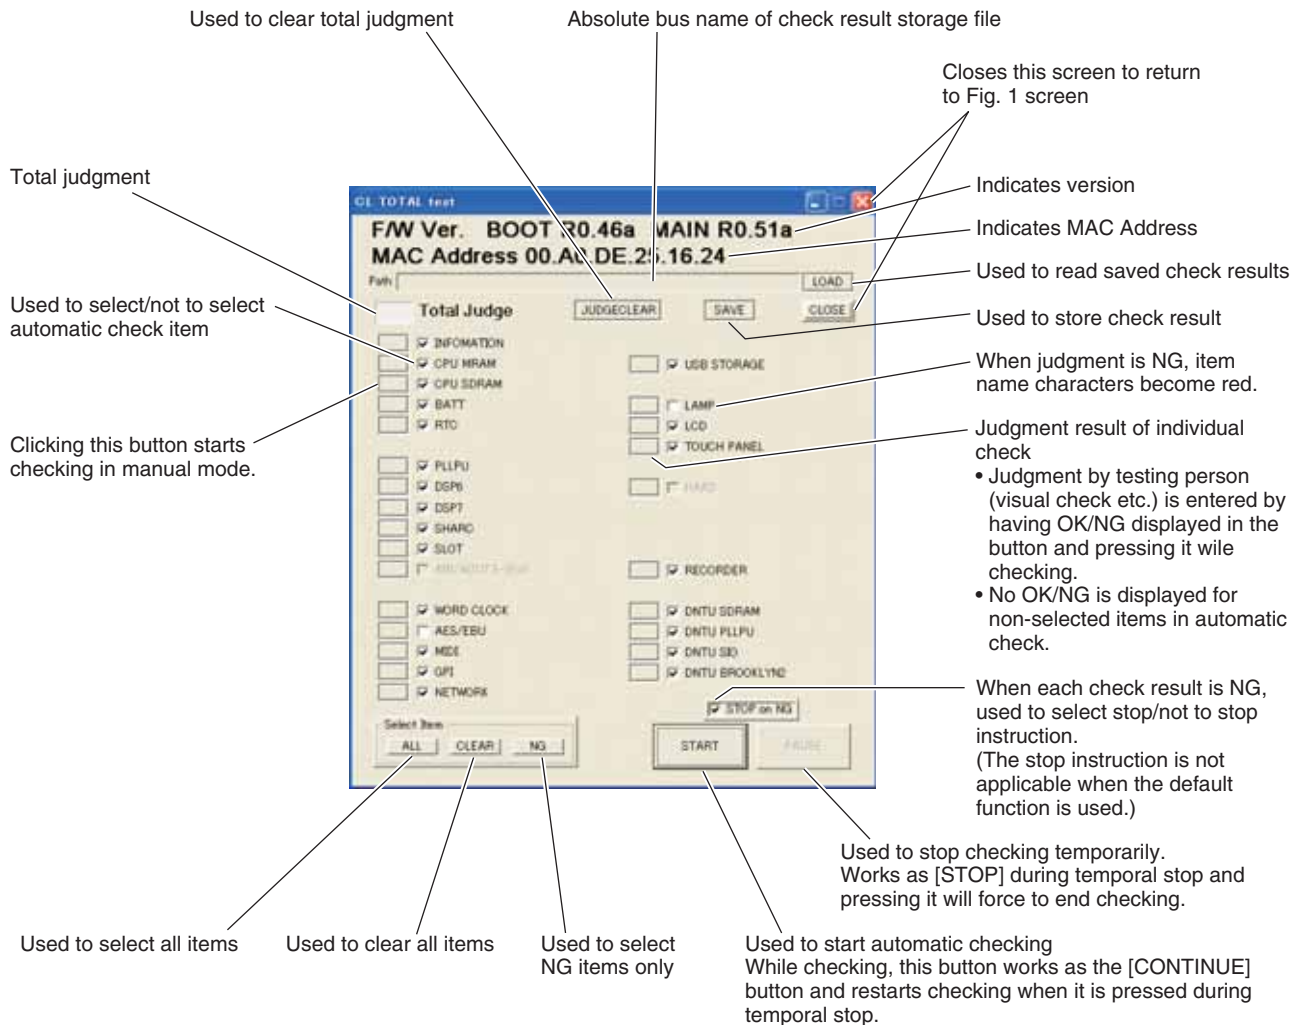 Used to clear total judgment
Absolute bus name of check result storage file
Closes this screen to return
to Fig. 1 screen
Total judgment
Indicates version
Indicates MAC Address
Used to read saved check results
Used to select/not to select
automatic check item
Used to store check result
When judgment is NG, item
name characters become red.
Clicking this button starts
checking in manual mode.
Judgment result of individual
check
• Judgment by testing person
(visual check etc.) is entered by
having OK/NG displayed in the
button and pressing it wile
checking.
• No OK/NG is displayed for
non-selected items in automatic
check.
When each check result is NG,
used to select stop/not to stop
instruction.
(The stop instruction is not
applicable when the default
function is used.)
CL TOTAL test
F/W Ver. BOOT R0.46a MAIN R0.51a
MAC Address 00.A0.DE.25.16.24
Path
LOAD
Total Judge
JUDGECLEAR
SAVE
CLOSE
INFOMATION
CPU MRAM
CPU SDRAM
BATT
RTC
PLLPU
DSP6
DSP7
SHARC
SLOT
WORD CLOCK
AES/EBU
MIDI
GPI
NETWORK
USB STORAGE
LAMP
LCD
TOUCH PANEL
HARD
RECORDER
DNTU SDRAM
DNTU PLLPU
DNTU SIO
DNTU BROOKLYN2
STOP on NG
Select Item
ALL
CLEAR
NG
START
PAUSE
Used to stop checking temporarily.
Works as [STOP] during temporal stop and
pressing it will force to end checking.
Used to select all items
Used to clear all items
Used to select
NG items only
Used to start automatic checking
While checking, this button works as the [CONTINUE]
button and restarts checking when it is pressed during
temporal stop.